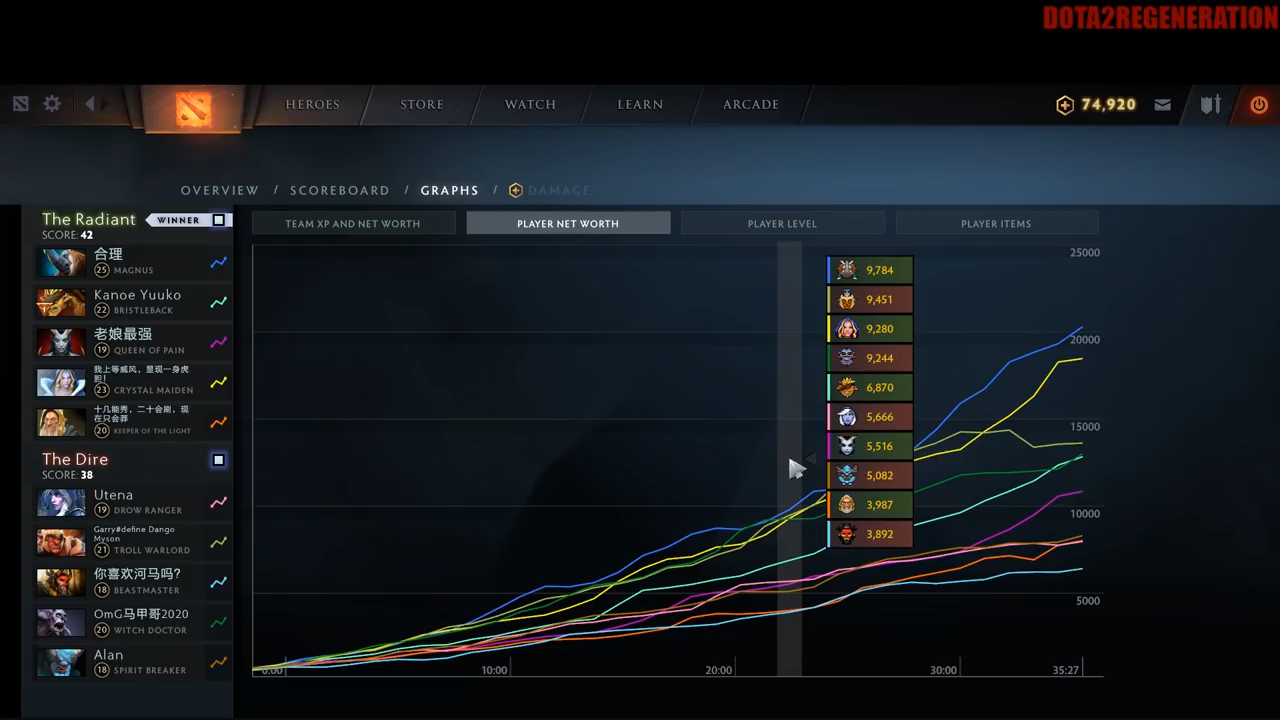 DOTA2REGENERATION
HEROES
STORE
WATCH
LEARN
ARCADE
74,920
OVERVIEW / SCOREBOARD / GRAPHS / DAMAGE
The Radiant
WINNER
SCORE: 42
合理
25 MAGNUS
Kanoe Yuuko
22 BRISTLEBACK
老娘最强
19 QUEEN OF PAIN
我上等威风，显现一身虎
胆！
23 CRYSTAL MAIDEN
十几能秀，二十会刷，现
在只会莽
20 KEEPER OF THE LIGHT
The Dire
SCORE: 38
Utena
19 DROW RANGER
Garry#define Dango
Myson
21 TROLL WARLORD
你喜欢河马吗?
18 BEASTMASTER
OmG马甲哥2020
20 WITCH DOCTOR
Alan
18 SPIRIT BREAKER
TEAM XP AND NET WORTH
PLAYER NET WORTH
PLAYER LEVEL
PLAYER ITEMS
25000
20000
15000
10000
5000
9,784
9,451
9,280
9,244
6,870
5,666
5,516
5,082
3,987
3,892
0:00
10:00
20:00
30:00
35:27